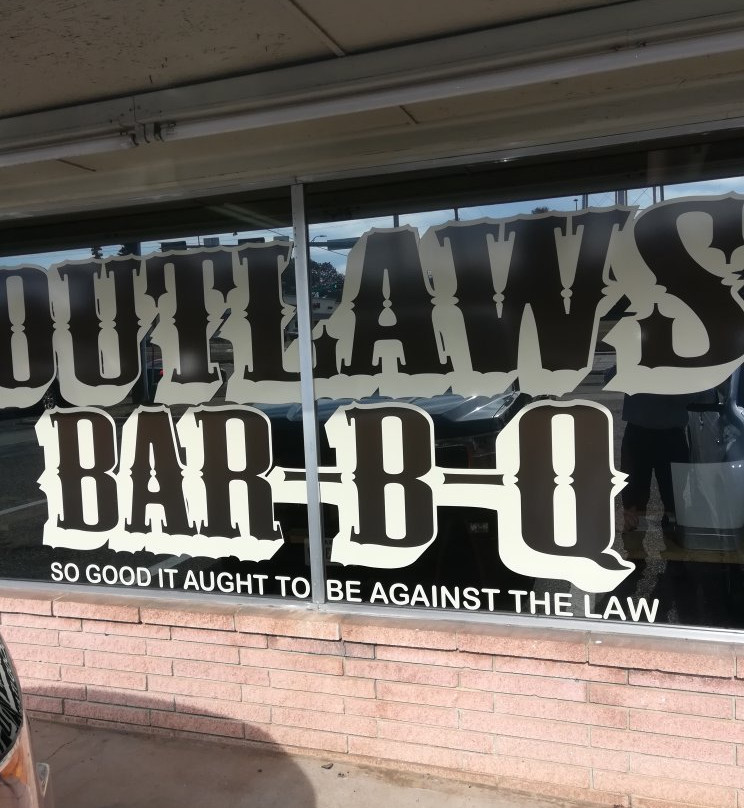 OUTLAWS
BAR-B-Q
SO GOOD IT AUGHT TO BE AGAINST THE LAW